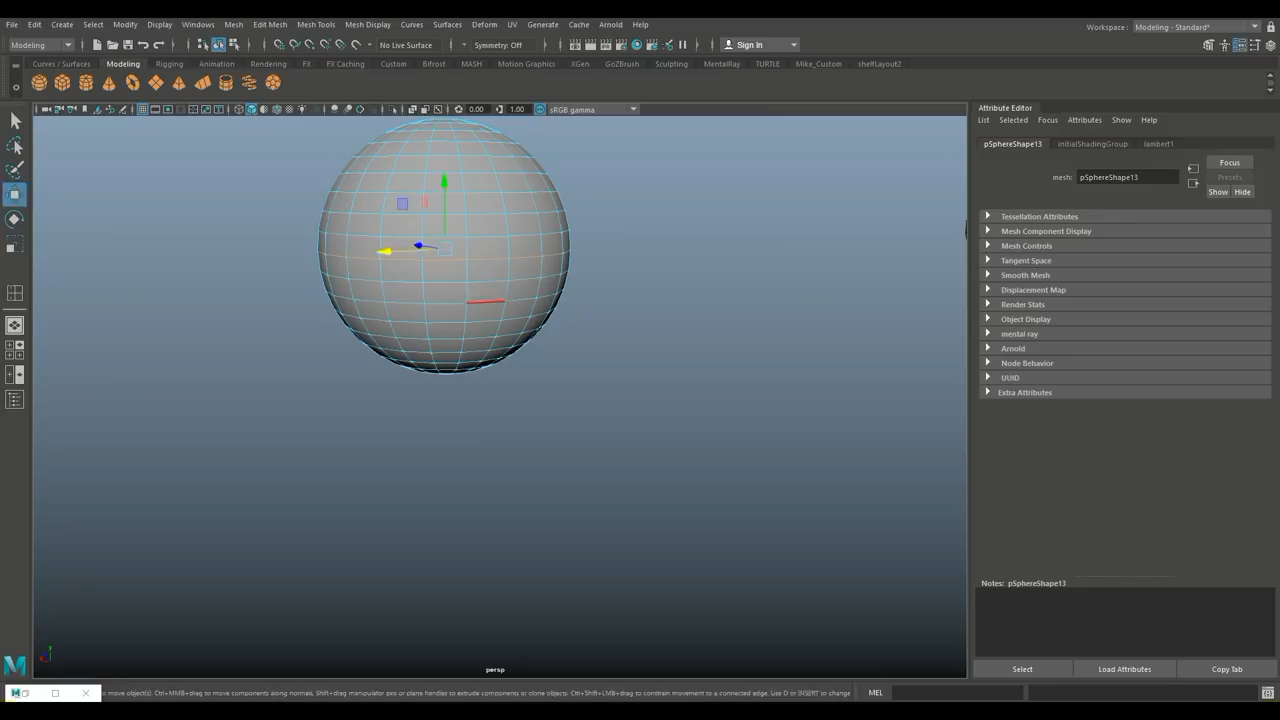 File Edit Create Select Modify Display Windows Mesh Edit Mesh Mesh Tools Mesh Display Curves Surfaces Deform UV Generate Cache Arnold Help
Workspace : Modeling - Standard*
Modeling No Live Surface Symmetry: Off Sign In
Curves / Surfaces Modeling Rigging Animation Rendering FX FX Caching Custom Bifrost MASH Motion Graphics XGen GoZBrush Sculpting MentalRay TURTLE Mike_Custom shelfLayout2
0.00 1.00 sRGB gamma
Attribute Editor
List Selected Focus Attributes Show Help
pSphereShape13 initialShadingGroup lambert1
Focus
mesh: pSphereShape13 Presets
Show Hide
Tessellation Attributes
Mesh Component Display
Mesh Controls
Tangent Space
Smooth Mesh
Displacement Map
Render Stats
Object Display
mental ray
Arnold
Node Behavior
UUID
Extra Attributes
Notes: pSphereShape13
persp
Select Load Attributes Copy Tab
to move object(s). Ctrl+MMB+drag to move components along normals. Shift+drag manipulator axis or plane handles to extrude components or clone objects. Ctrl+Shift+LMB+drag to constrain movement to a connected edge. Use D or INSERT to change
MEL